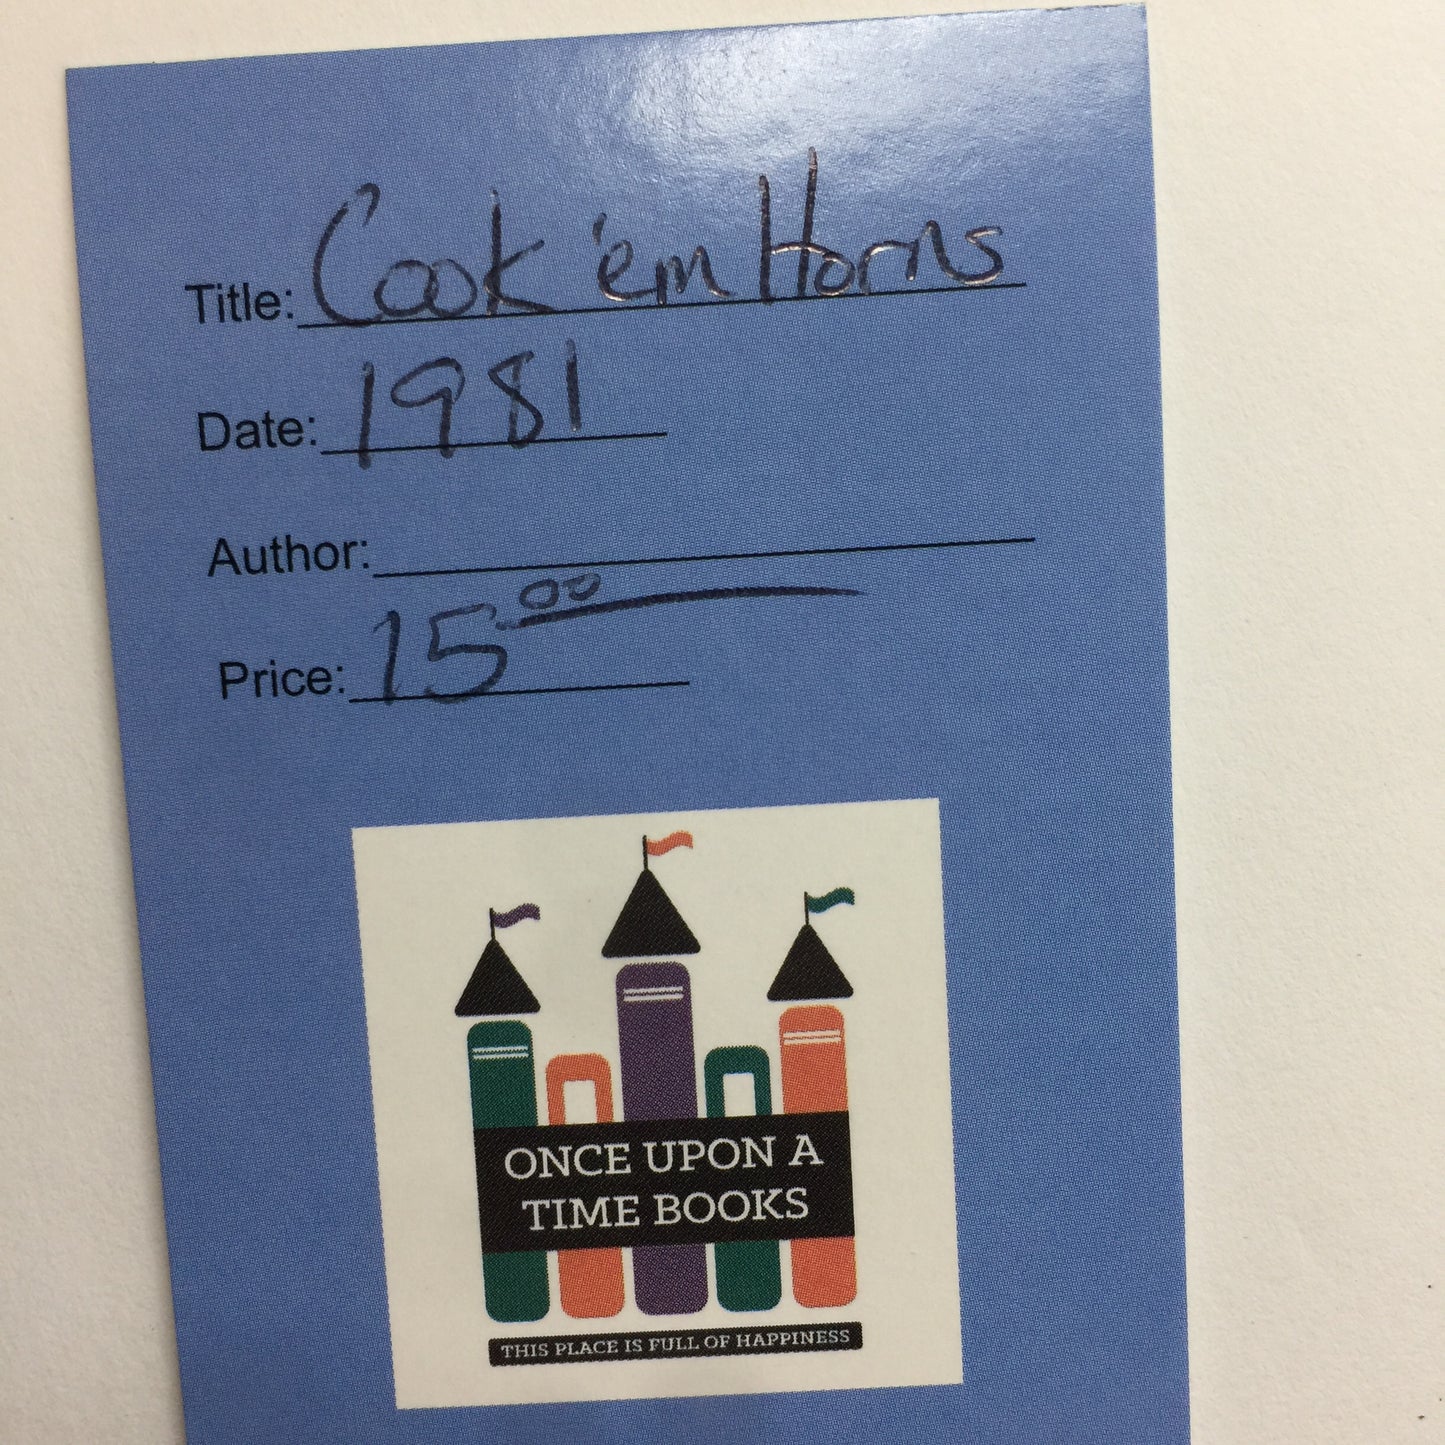 Title: Cook 'em Horns
Date: 1981
Author:
Price: 15 00
ONCE UPON A
TIME BOOKS
THIS PLACE IS FULL OF HAPPINESS